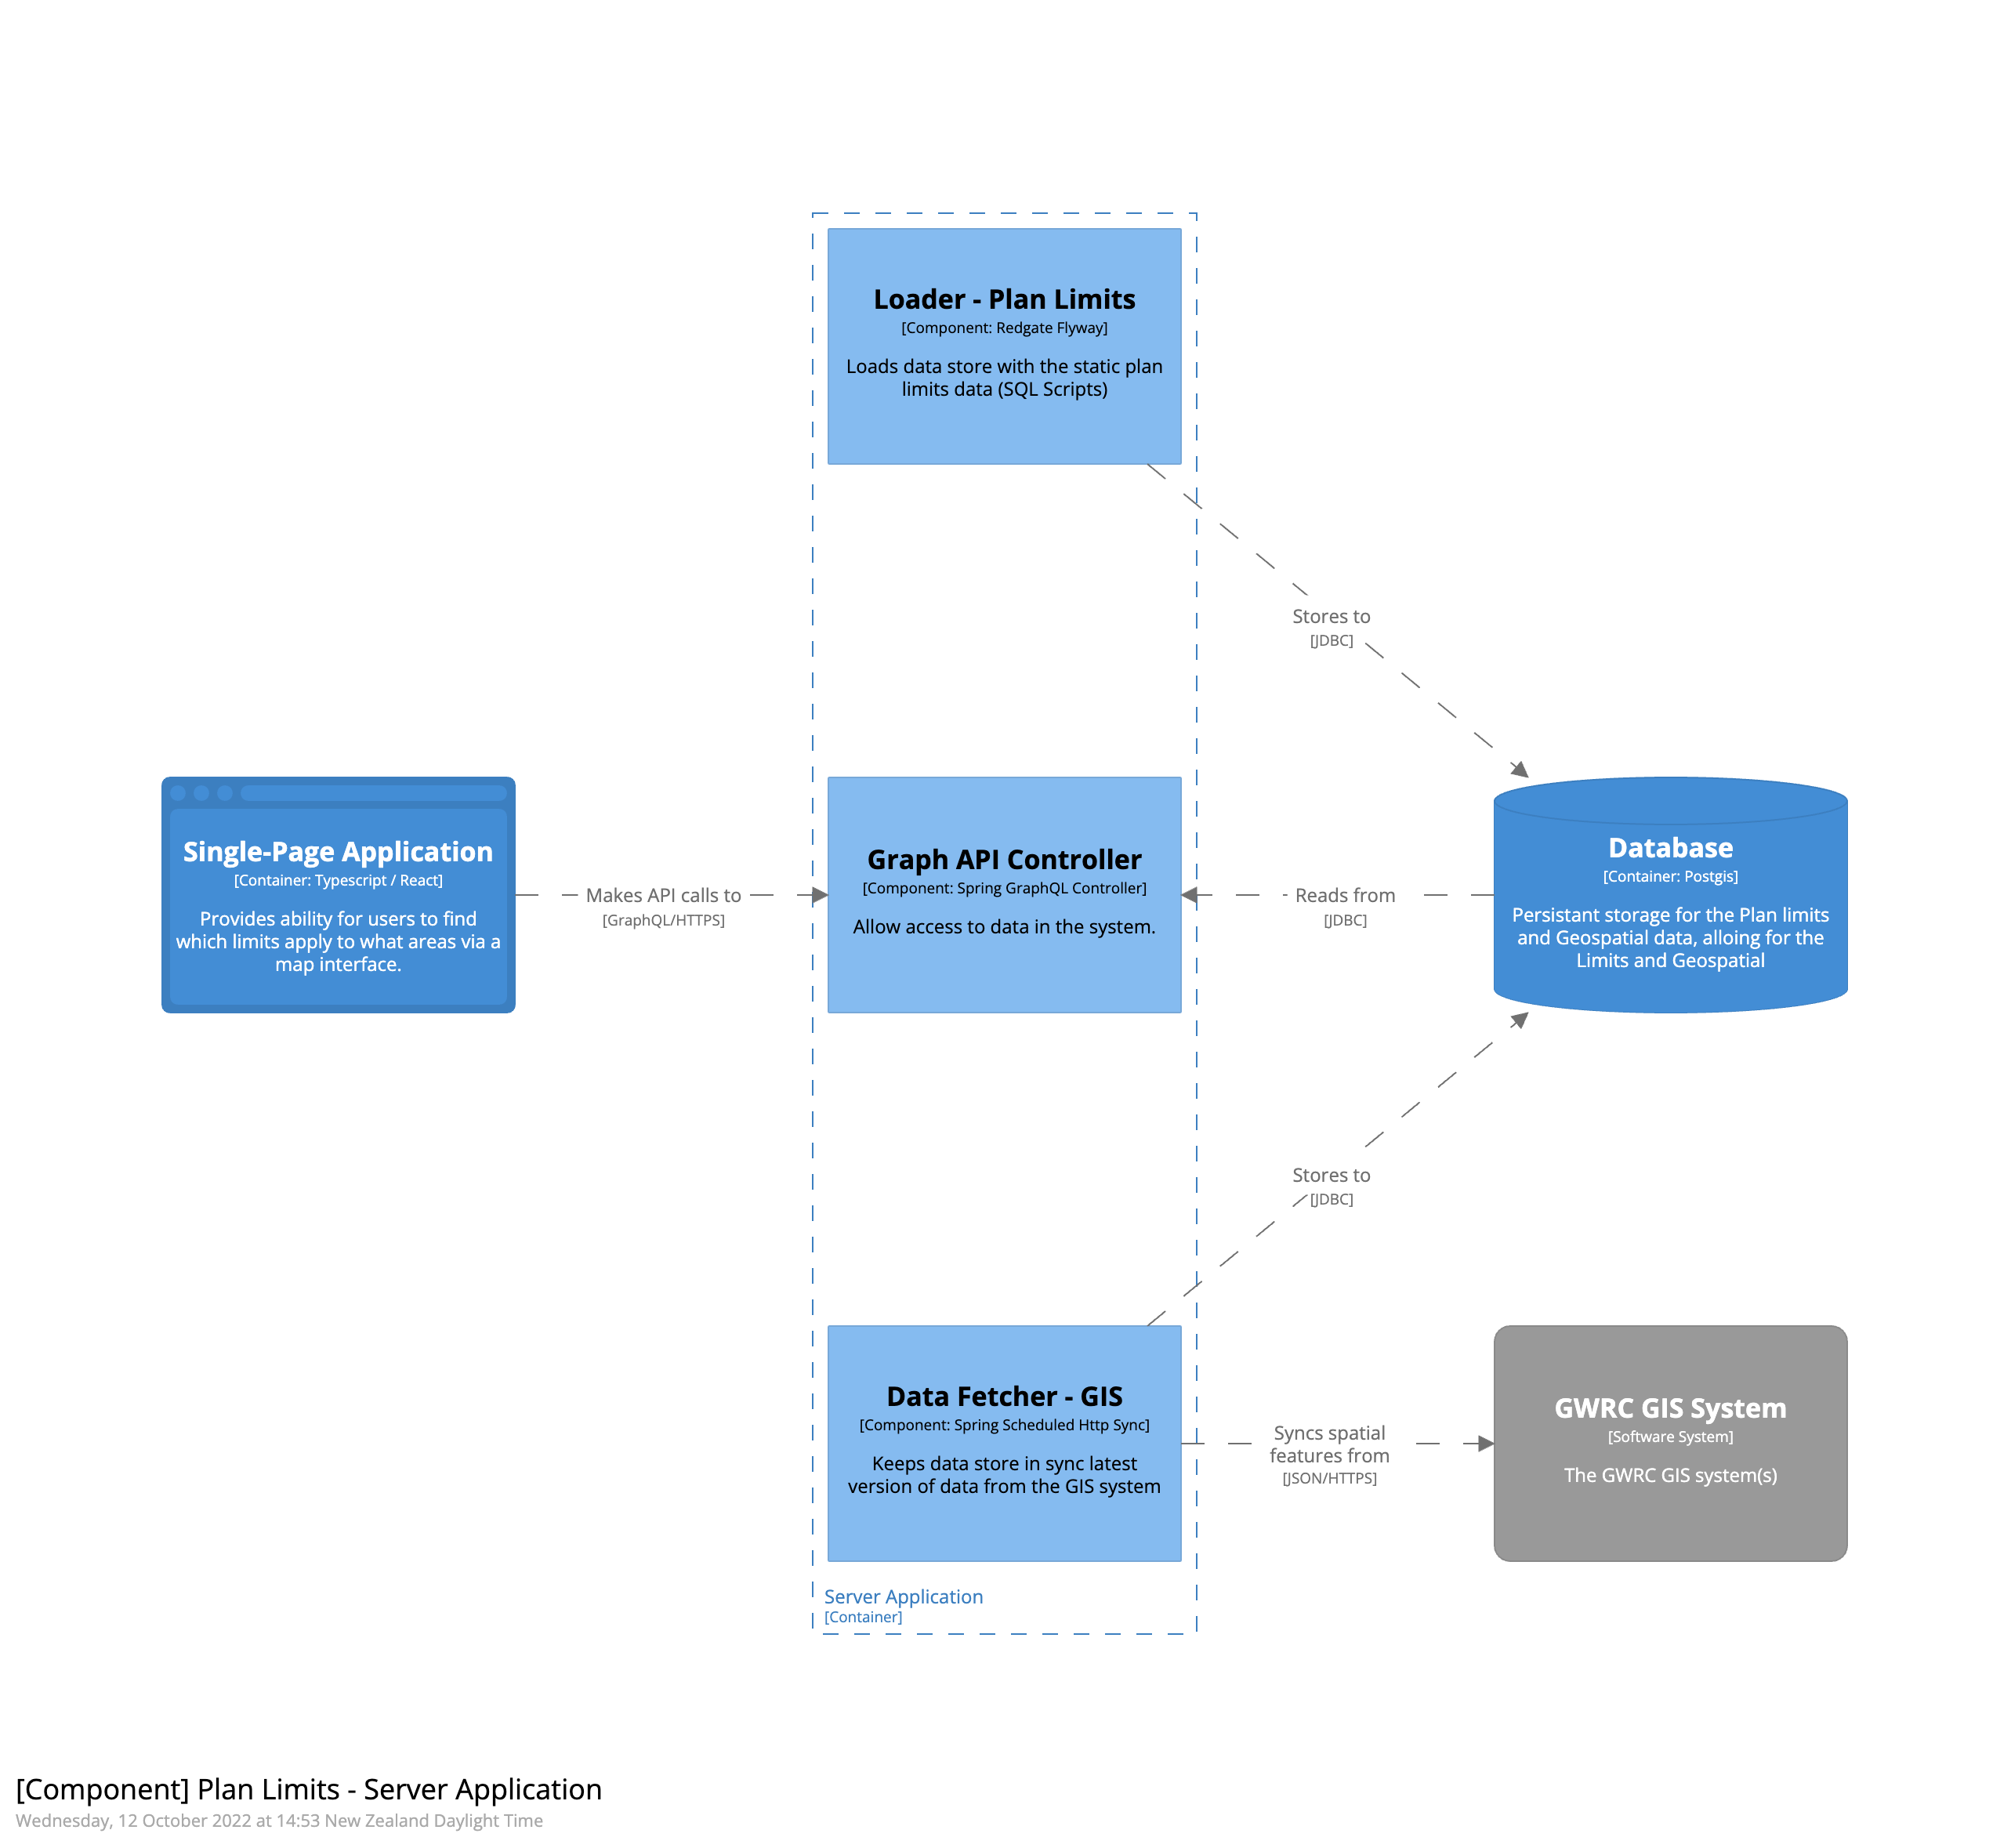 Loader - Plan Limits
[Component: Redgate Flyway]
Loads data store with the static plan
limits data (SQL Scripts)
Stores to
[JDBC]
Single-Page Application
[Container: Typescript / React]
Provides ability for users to find
which limits apply to what areas via a
map interface.
Makes API calls to
[GraphQL/HTTPS]
Graph API Controller
[Component: Spring GraphQL Controller]
Allow access to data in the system.
Reads from
[JDBC]
Database
[Container: Postgis]
Persistant storage for the Plan limits
and Geospatial data, alloing for the
Limits and Geospatial
Stores to
[JDBC]
Data Fetcher - GIS
[Component: Spring Scheduled Http Sync]
Keeps data store in sync latest
version of data from the GIS system
Syncs spatial
features from
[JSON/HTTPS]
GWRC GIS System
[Software System]
The GWRC GIS system(s)
Server Application
[Container]
[Component] Plan Limits - Server Application
Wednesday, 12 October 2022 at 14:53 New Zealand Daylight Time